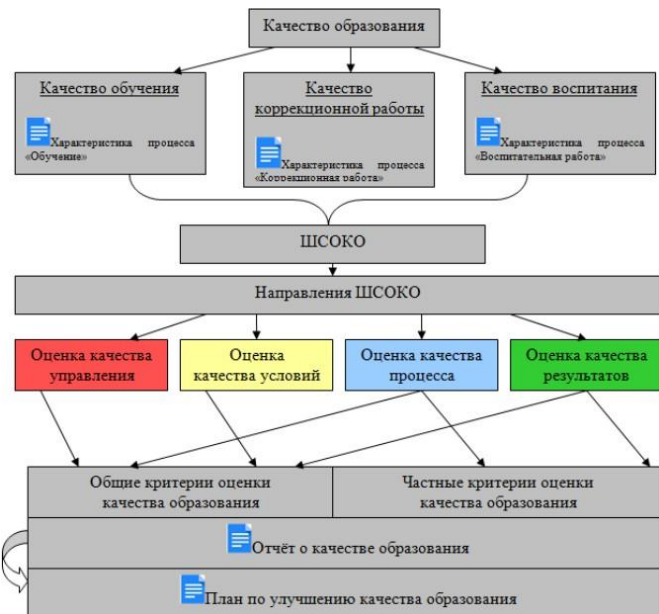 Качество образования
Качество обучения
Характеристика процесса
«Обучение»
Качество
коррекционной работы
Характеристика процесса
«Коррекционная работа»
Качество воспитания
Характеристика процесса
«Воспитательная работа»
ШСОКО
Направления ШСОКО
Оценка качества
управления
Оценка
качества условий
Оценка качества
процесса
Оценка качества
результатов
Общие критерии оценки
качества образования
Частные критерии оценки
качества образования
Отчёт о качестве образования
План по улучшению качества образования